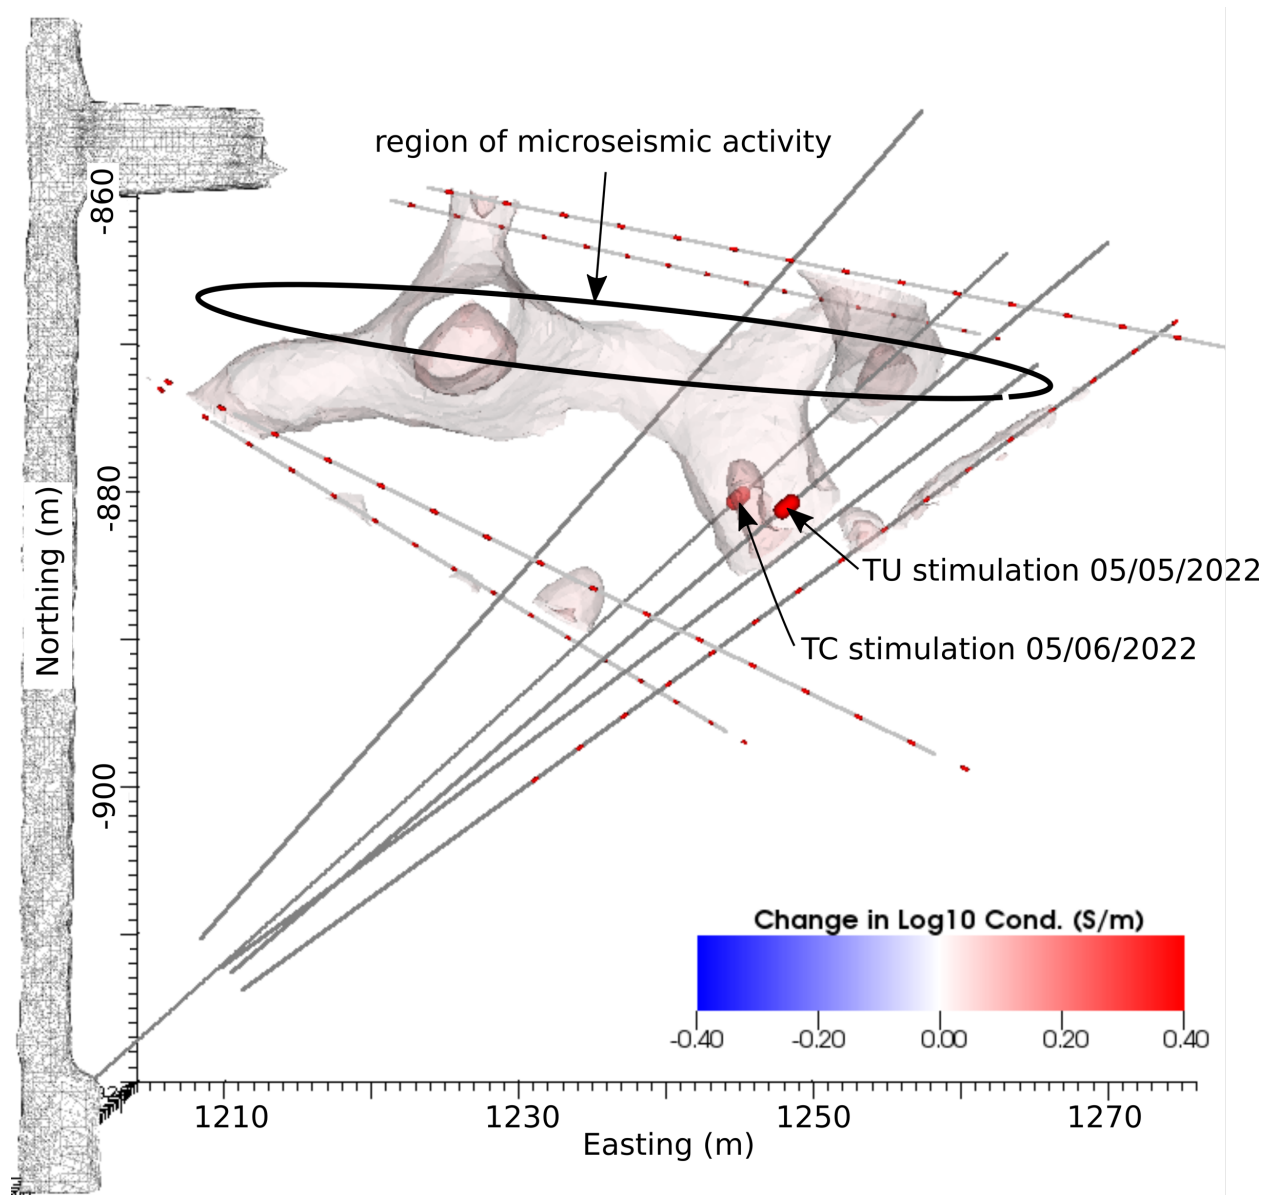 region of microseismic activity
-860
-880
Northing (m)
TU stimulation 05/05/2022
TC stimulation 05/06/2022
-900
Change in Log10 Cond. (S/m)
-0.40 -0.20 0.00 0.20 0.40
1210 1230 1250 1270
Easting (m)